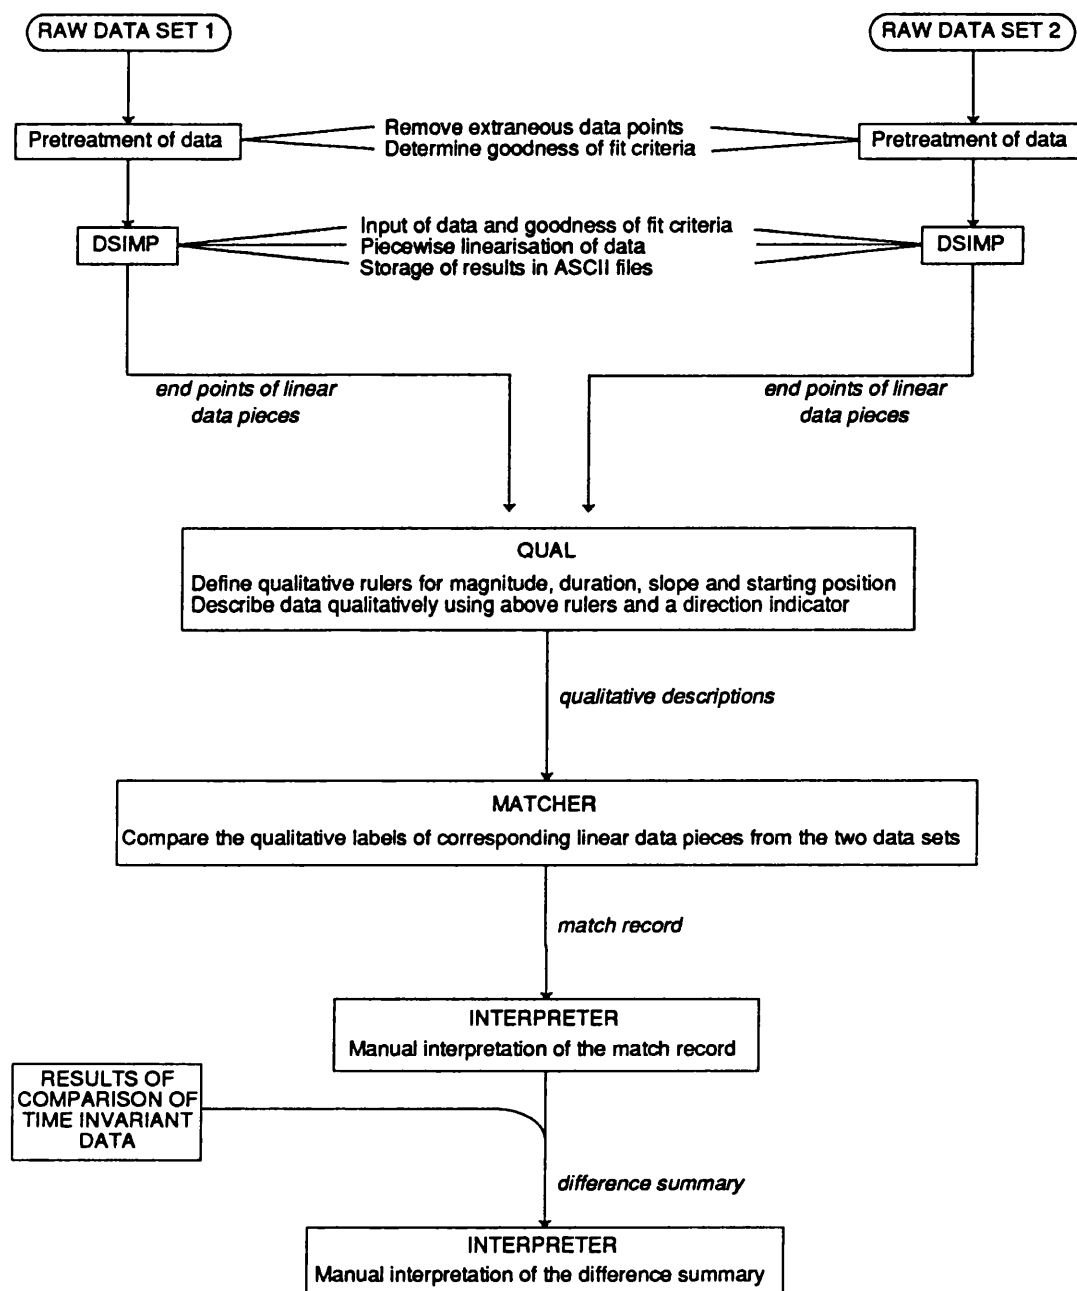 RAW DATA SET 1
RAW DATA SET 2
Pretreatment of data
Remove extraneous data points
Determine goodness of fit criteria
Pretreatment of data
DSIMP
Input of data and goodness of fit criteria
Piecewise linearisation of data
Storage of results in ASCII files
DSIMP
end points of linear
data pieces
end points of linear
data pieces
QUAL
Define qualitative rulers for magnitude, duration, slope and starting position
Describe data qualitatively using above rulers and a direction indicator
qualitative descriptions
MATCHER
Compare the qualitative labels of corresponding linear data pieces from the two data sets
match record
INTERPRETER
Manual interpretation of the match record
RESULTS OF
COMPARISON OF
TIME INVARIANT
DATA
difference summary
INTERPRETER
Manual interpretation of the difference summary